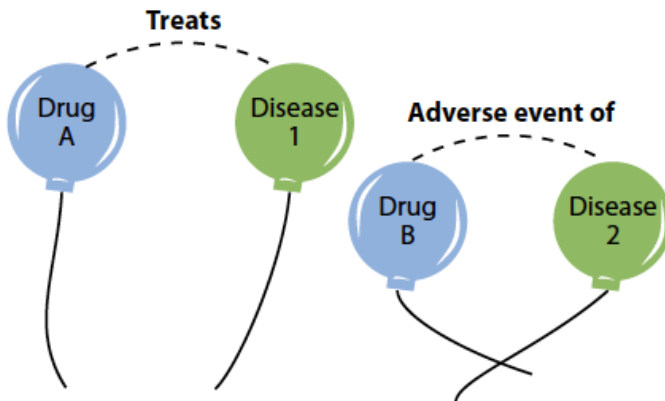 Treats
Drug
A
Disease
1
Adverse event of
Drug
B
Disease
2